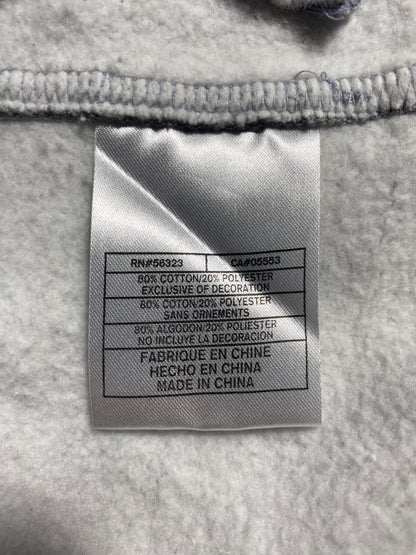 RN#56323 CA#05553
80% COTTON/20% POLYESTER
EXCLUSIVE OF DECORATION
80% COTON/20% POLYESTER
SANS ORNEMENTS
80% ALGODON/20% POLIESTER
NO INCLUYE LA DECORACION
FABRIQUE EN CHINE
HECHO EN CHINA
MADE IN CHINA